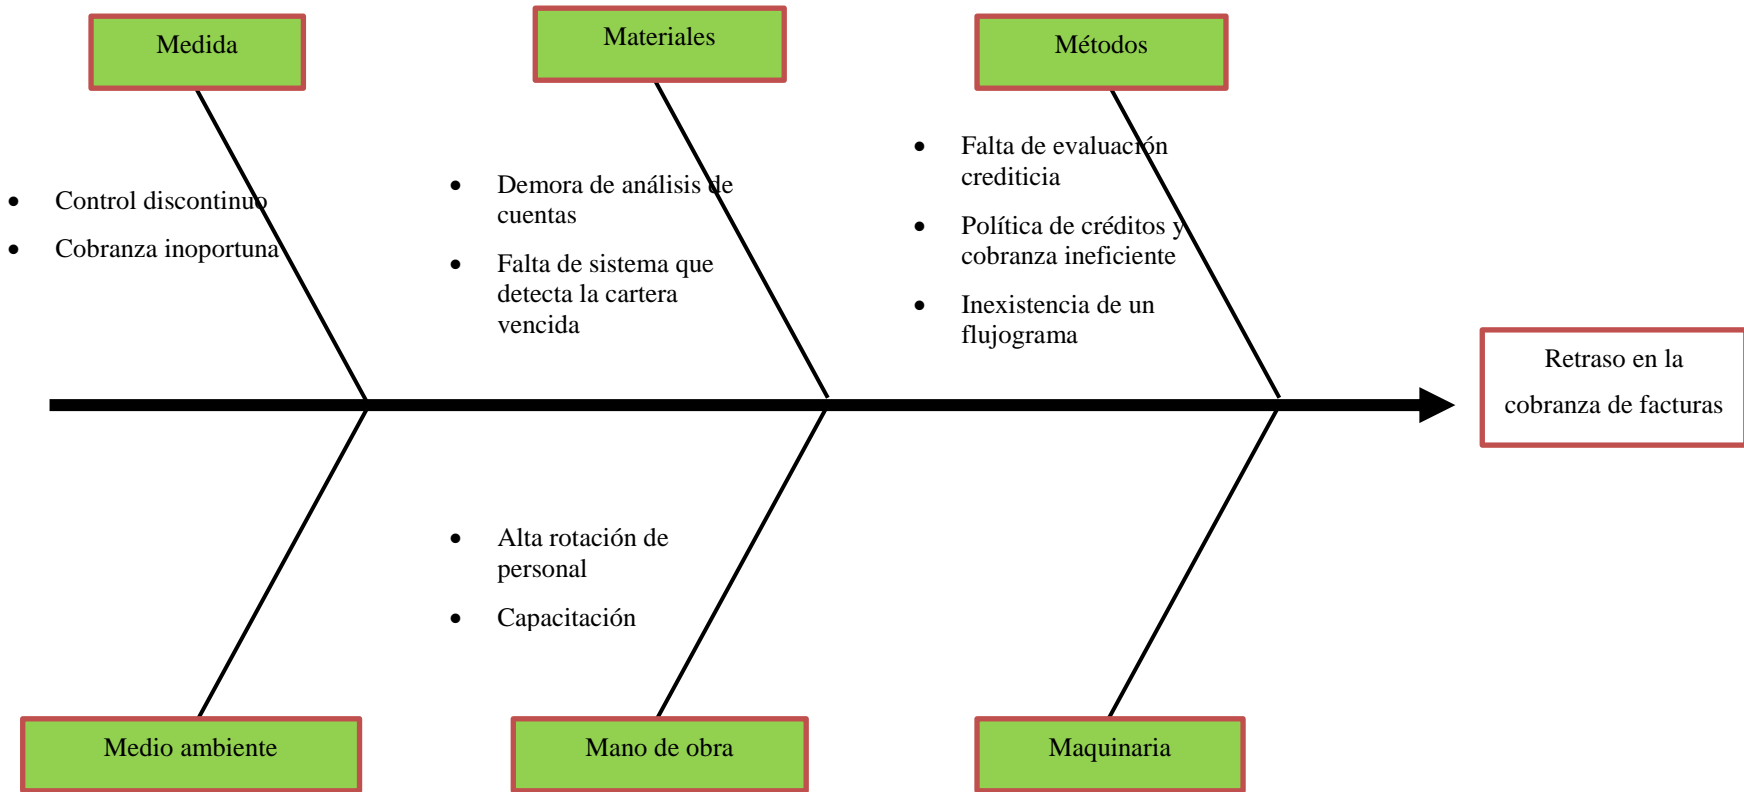 Medida
Materiales
Métodos
Control discontinuo
Cobranza inoportuna
Demora de análisis de
cuentas
Falta de sistema que
detecta la cartera
vencida
Falta de evaluación
crediticia
Política de créditos y
cobranza ineficiente
Inexistencia de un
flujograma
Retraso en la
cobranza de facturas
Alta rotación de
personal
Capacitación
Medio ambiente
Mano de obra
Maquinaria